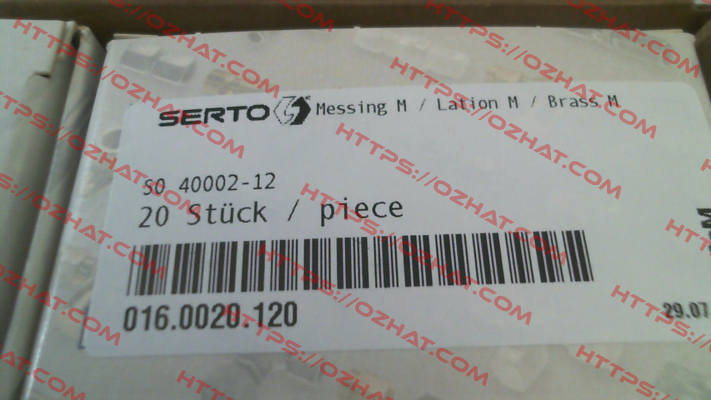 SERTO Messing M / Lation M / Brass M
SO 40002-12
20 Stück / piece
016.0020.120
29.07
HTTPS://OZHAT.COM